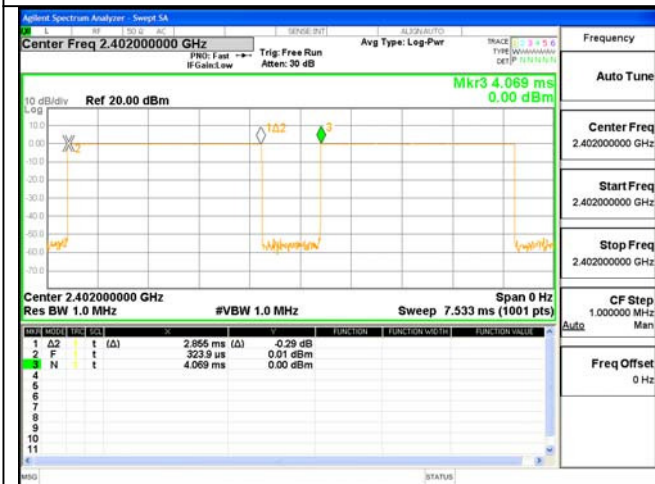 Agilent Spectrum Analyzer - Swept SA
L RF 50 Ω AC SENSE:INT ALIGNAUTO
Center Freq 2.402000000 GHz
PNO: Fast
IFGain:Low
Trig: Free Run
Atten: 30 dB
Avg Type: Log-Pwr
TRACE 1 2 3 4 5 6
TYPE
DET P N N N N N
Mkr3 4.069 ms
0.00 dBm
10 dB/div Ref 20.00 dBm
Log
10.0
0.00
-10.0
-20.0
-30.0
-40.0
-50.0
-60.0
-70.0
2
1Δ2
3
Center 2.402000000 GHz Span 0 Hz
Res BW 1.0 MHz #VBW 1.0 MHz Sweep 7.533 ms (1001 pts)
MKR MODE TRC SCL X Y FUNCTION FUNCTION WIDTH FUNCTION VALUE
1 Δ2 t (Δ) 2.855 ms (Δ) -0.29 dB
2 F t 323.9 us 0.01 dBm
3 N t 4.069 ms 0.00 dBm
4
5
6
7
8
9
10
11
MSG STATUS
Frequency
Auto Tune
Center Freq
2.402000000 GHz
Start Freq
2.402000000 GHz
Stop Freq
2.402000000 GHz
CF Step
1.000000 MHz
Auto Man
Freq Offset
0 Hz